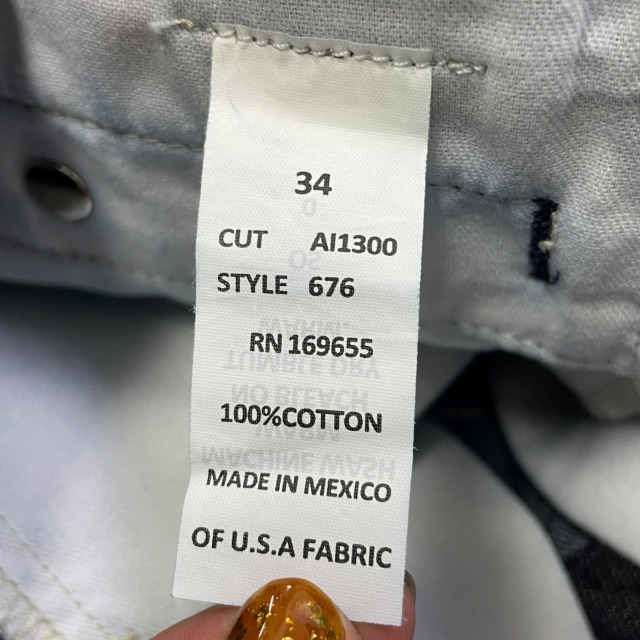 34
CUT AI1300
STYLE 676
RN 169655
100%COTTON
MADE IN MEXICO
OF U.S.A FABRIC